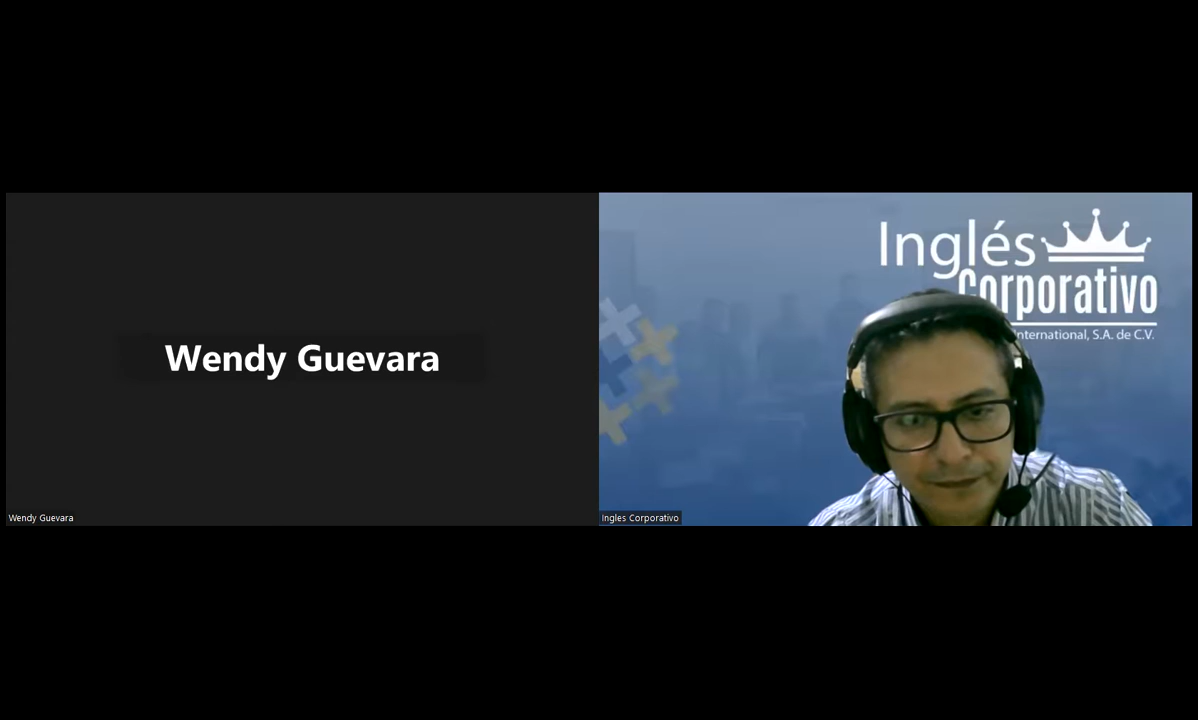 Wendy Guevara
Wendy Guevara
Inglés
Corporativo
International, S.A. de C.V.
Ingles Corporativo